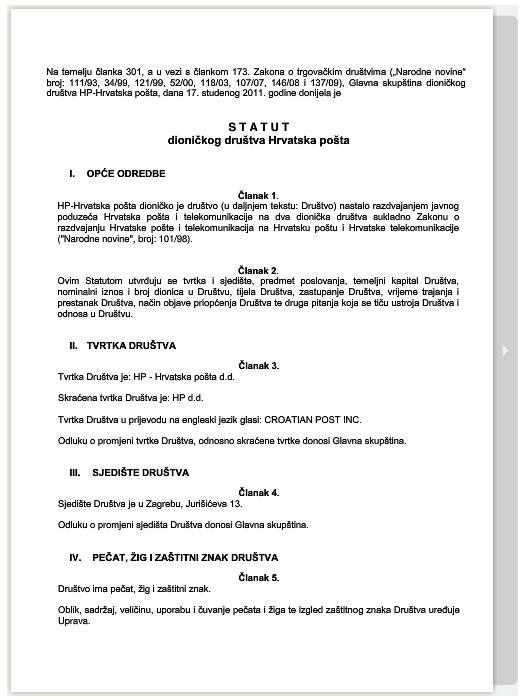 Na temelju članka 301, a u vezi s člankom 173. Zakona o trgovačkim društvima („Narodne novine“
broj: 111/93, 34/99, 121/99, 52/00, 118/03, 107/07, 146/08 i 137/09), Glavna skupština dioničkog
društva HP-Hrvatska pošta, dana 17. studenog 2011. godine donijela je
S T A T U T
dioničkog društva Hrvatska pošta
I. OPĆE ODREDBE
Članak 1.
HP-Hrvatska pošta dioničko je društvo (u daljnjem tekstu: Društvo) nastalo razdvajanjem javnog
poduzeća Hrvatska pošta i telekomunikacije na dva dionička društva sukladno Zakonu o
razdvajanju Hrvatske pošte i telekomunikacija na Hrvatsku poštu i Hrvatske telekomunikacije
("Narodne novine", broj: 101/98).
Članak 2.
Ovim Statutom utvrđuju se tvrtka i sjedište, predmet poslovanja, temeljni kapital Društva,
nominalni iznos i broj dionica u Društvu, tijela Društva, zastupanje Društva, vrijeme trajanja i
prestanak Društva, način objave priopćenja Društva te druga pitanja koja se tiču ustroja Društva i
odnosa u Društvu.
II. TVRTKA DRUŠTVA
Članak 3.
Tvrtka Društva je: HP - Hrvatska pošta d.d.
Skraćena tvrtka Društva je: HP d.d.
Tvrtka Društva u prijevodu na engleski jezik glasi: CROATIAN POST INC.
Odluku o promjeni tvrtke Društva, odnosno skraćene tvrtke donosi Glavna skupština.
III. SJEDIŠTE DRUŠTVA
Članak 4.
Sjedište Društva je u Zagrebu, Jurišićeva 13.
Odluku o promjeni sjedišta Društva donosi Glavna skupština.
IV. PEČAT, ŽIG I ZAŠTITNI ZNAK DRUŠTVA
Članak 5.
Društvo ima pečat, žig i zaštitni znak.
Oblik, sadržaj, veličinu, uporabu i čuvanje pečata i žiga te izgled zaštitnog znaka Društva uređuje
Uprava.